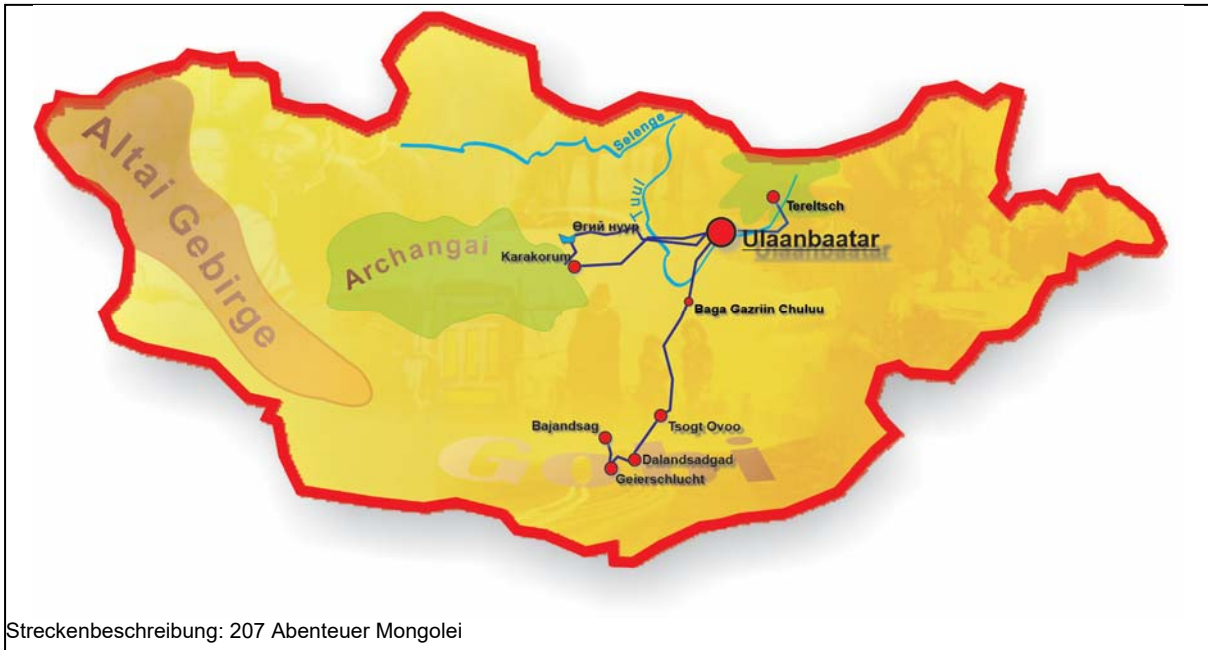 Altai Gebirge
Selenge
Tuul
Tereltsch
Өгий нуур
Ulaanbaatar
Archangai
Karakorum
Baga Gazriin Chuluu
Bajandsag
Tsogt Ovoo
Gobi
Dalandsadgad
Geierschlucht
Streckenbeschreibung: 207 Abenteuer Mongolei